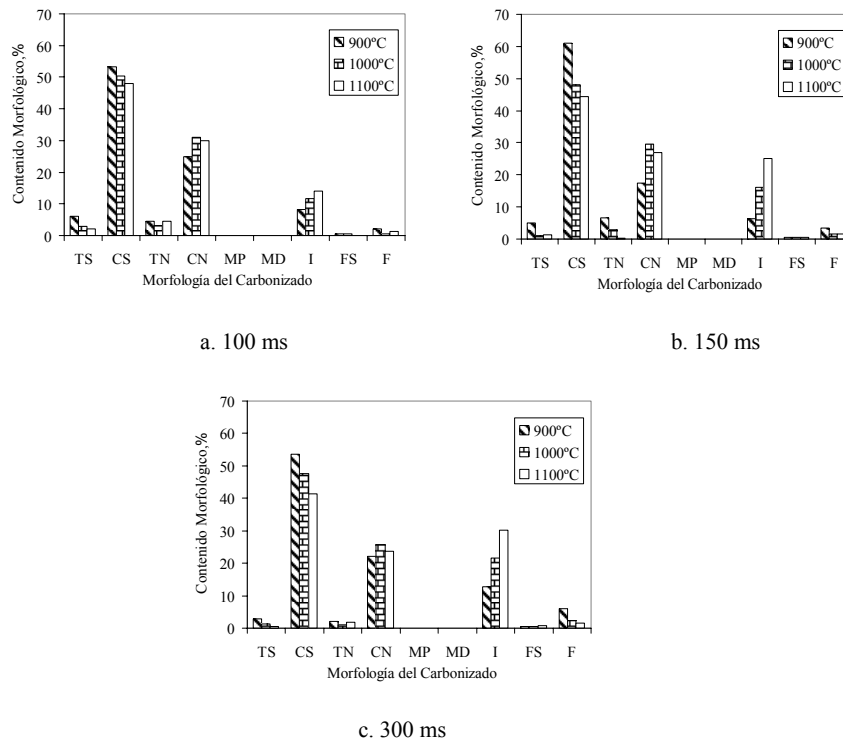 70
60
50
40
30
20
10
0
Contenido Morfológico,%
900ºC
1000ºC
1100ºC
TS CS TN CN MP MD I FS F
Morfología del Carbonizado
a. 100 ms
70
60
50
40
30
20
10
0
Contenido Morfológico,%
900ºC
1000ºC
1100ºC
TS CS TN CN MP MD I FS F
Morfología del Carbonizado
b. 150 ms
70
60
50
40
30
20
10
0
Contenido Morfológico,%
900ºC
1000ºC
1100ºC
TS CS TN CN MP MD I FS F
Morfología del Carbonizado
c. 300 ms